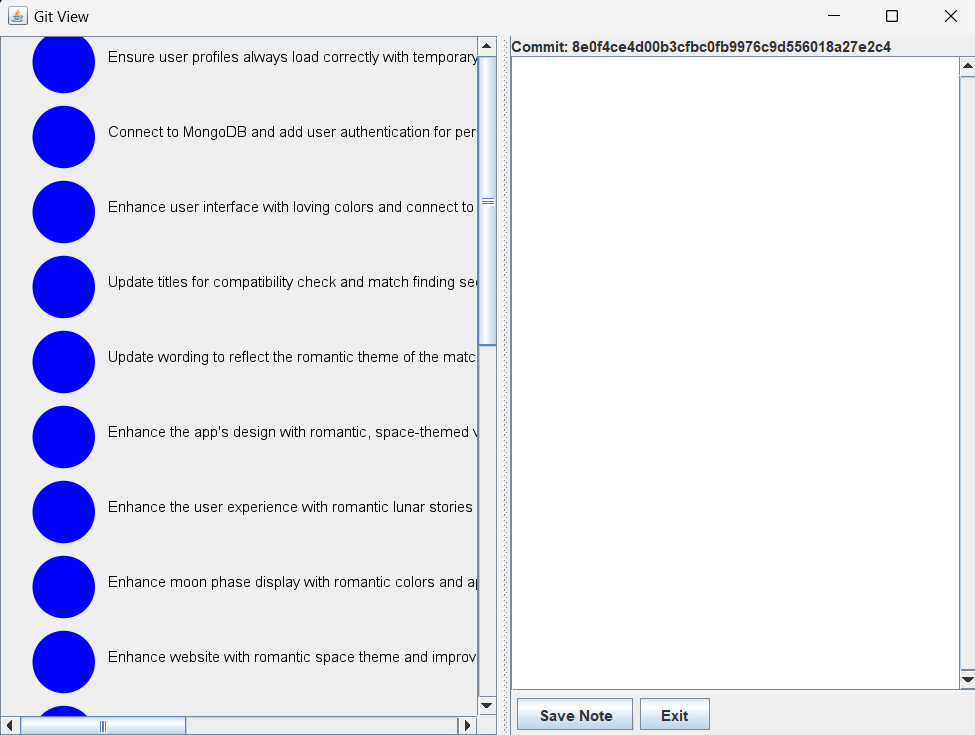 Git View
Ensure user profiles always load correctly with temporary
Connect to MongoDB and add user authentication for per
Enhance user interface with loving colors and connect to
Update titles for compatibility check and match finding se
Update wording to reflect the romantic theme of the matc
Enhance the app's design with romantic, space-themed
Enhance the user experience with romantic lunar stories
Enhance moon phase display with romantic colors and a
Enhance website with romantic space theme and improv
Commit: 8e0f4ce4d00b3cfbc0fb9976c9d556018a27e2c4
Save Note
Exit